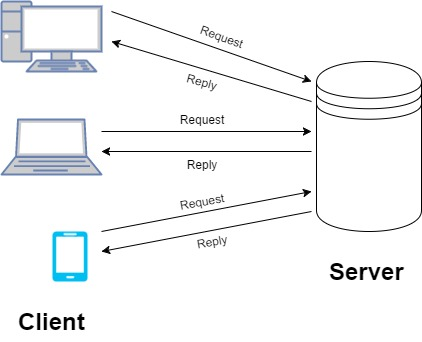 Request
Reply
Request
Reply
Request
Reply
Server
Client